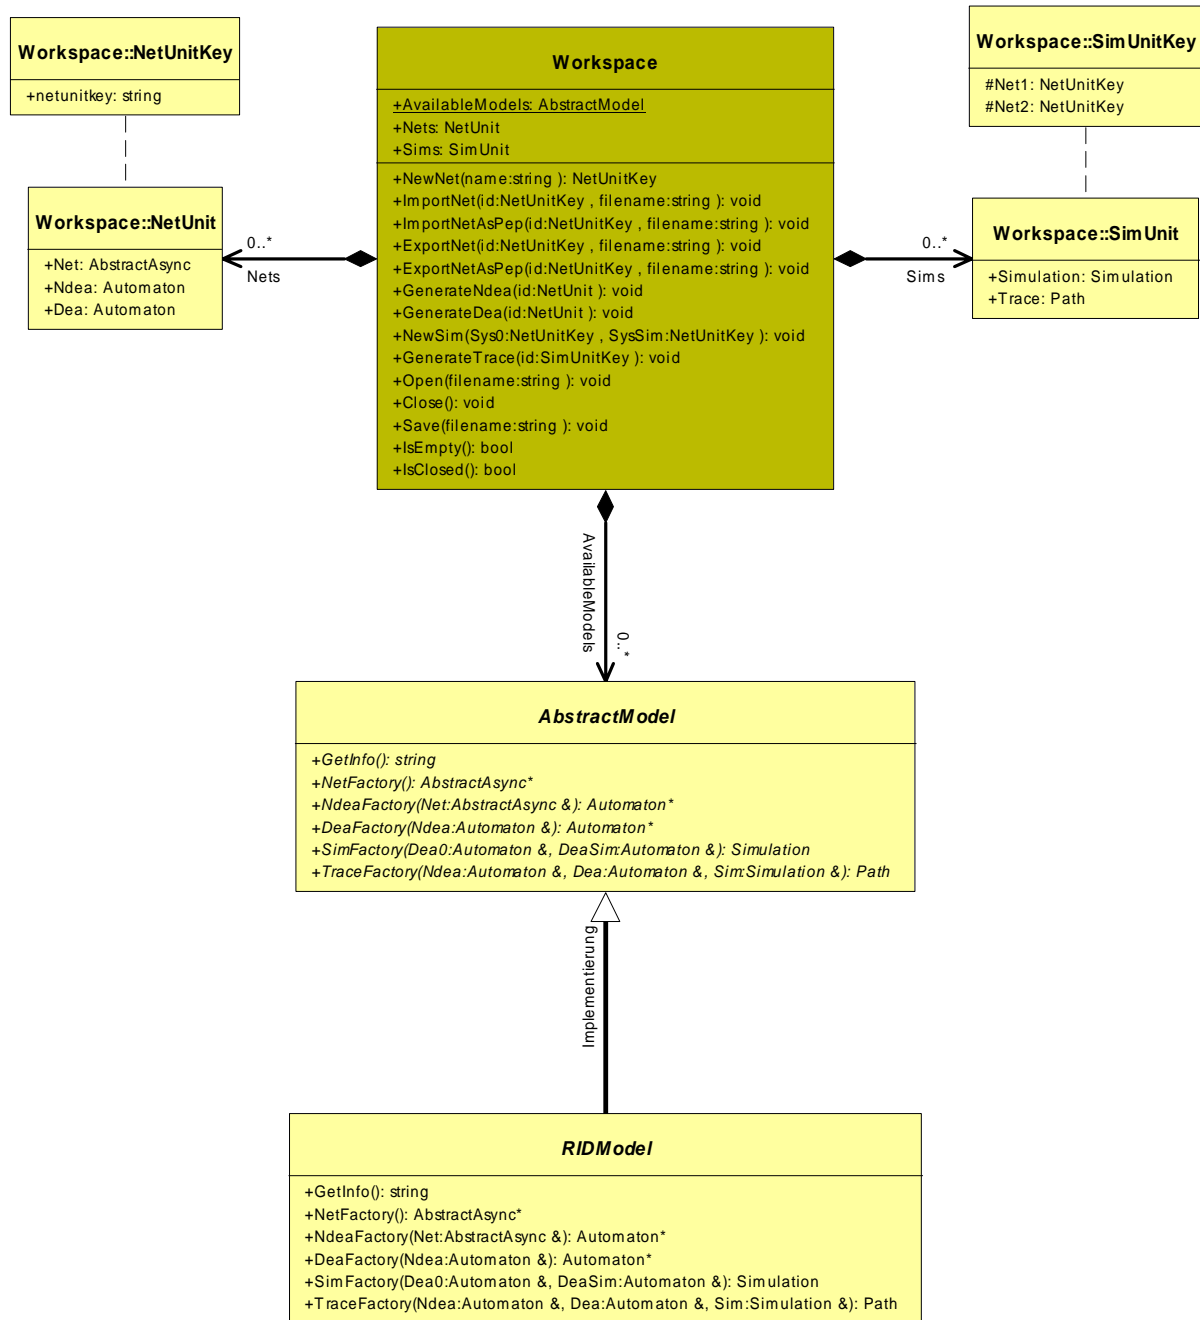 Workspace::NetUnitKey
+netunitkey: string
Workspace
+AvailableModels: AbstractModel
+Nets: NetUnit
+Sims: SimUnit
+NewNet(name:string ): NetUnitKey
+ImportNet(id:NetUnitKey , filename:string ): void
+ImportNetAsPep(id:NetUnitKey , filename:string ): void
+ExportNet(id:NetUnitKey , filename:string ): void
+ExportNetAsPep(id:NetUnitKey , filename:string ): void
+GenerateNdea(id:NetUnit ): void
+GenerateDea(id:NetUnit ): void
+NewSim(Sys0:NetUnitKey , SysSim:NetUnitKey ): void
+GenerateTrace(id:SimUnitKey ): void
+Open(filename:string ): void
+Close(): void
+Save(filename:string ): void
+IsEmpty(): bool
+IsClosed(): bool
Workspace::SimUnitKey
#Net1: NetUnitKey
#Net2: NetUnitKey
Workspace::NetUnit
+Net: AbstractAsync
+Ndea: Automaton
+Dea: Automaton
0..*
Nets
0..*
Sims
Workspace::SimUnit
+Simulation: Simulation
+Trace: Path
AvailableModels
0..*
AbstractModel
+GetInfo(): string
+NetFactory(): AbstractAsync*
+NdeaFactory(Net:AbstractAsync &): Automaton*
+DeaFactory(Ndea:Automaton &): Automaton*
+SimFactory(Dea0:Automaton &, DeaSim:Automaton &): Simulation
+TraceFactory(Ndea:Automaton &, Dea:Automaton &, Sim:Simulation &): Path
Implementierung
RIDModel
+GetInfo(): string
+NetFactory(): AbstractAsync*
+NdeaFactory(Net:AbstractAsync &): Automaton*
+DeaFactory(Ndea:Automaton &): Automaton*
+SimFactory(Dea0:Automaton &, DeaSim:Automaton &): Simulation
+TraceFactory(Ndea:Automaton &, Dea:Automaton &, Sim:Simulation &): Path